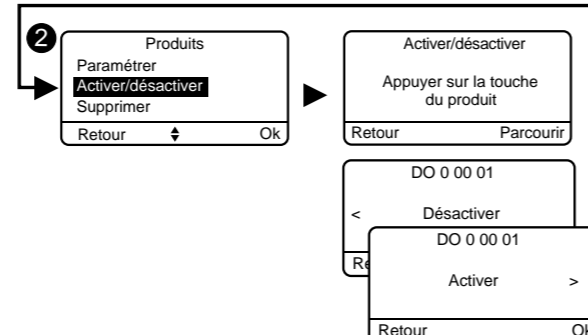 2
Produits
Paramétrer
Activer/désactiver
Supprimer
Retour Ok
Activer/désactiver
Appuyer sur la touche
du produit
Retour Parcourir
DO 0 00 01
< Désactiver
DO 0 00 01
Activer >
Retour Ok